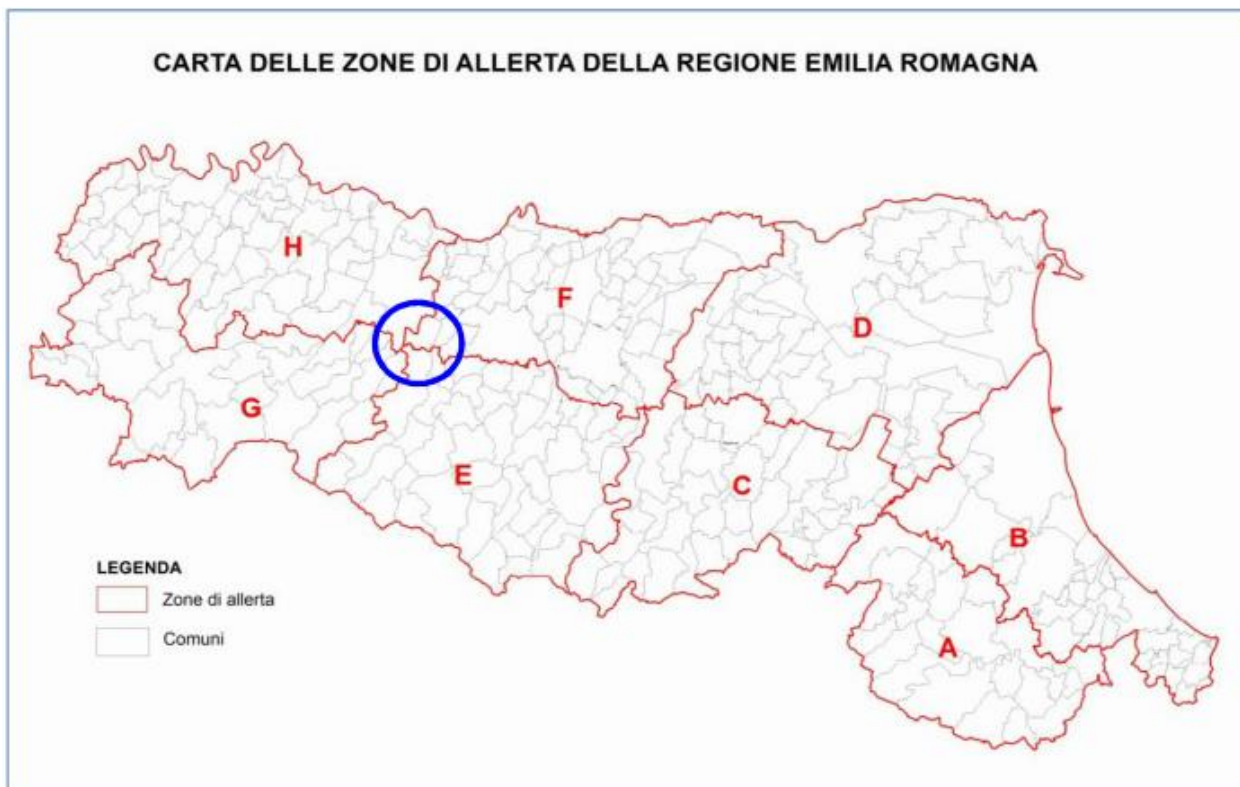 CARTA DELLE ZONE DI ALLERTA DELLA REGIONE EMILIA ROMAGNA
H
F
D
G
E
C
B
A
LEGENDA
Zone di allerta
Comuni